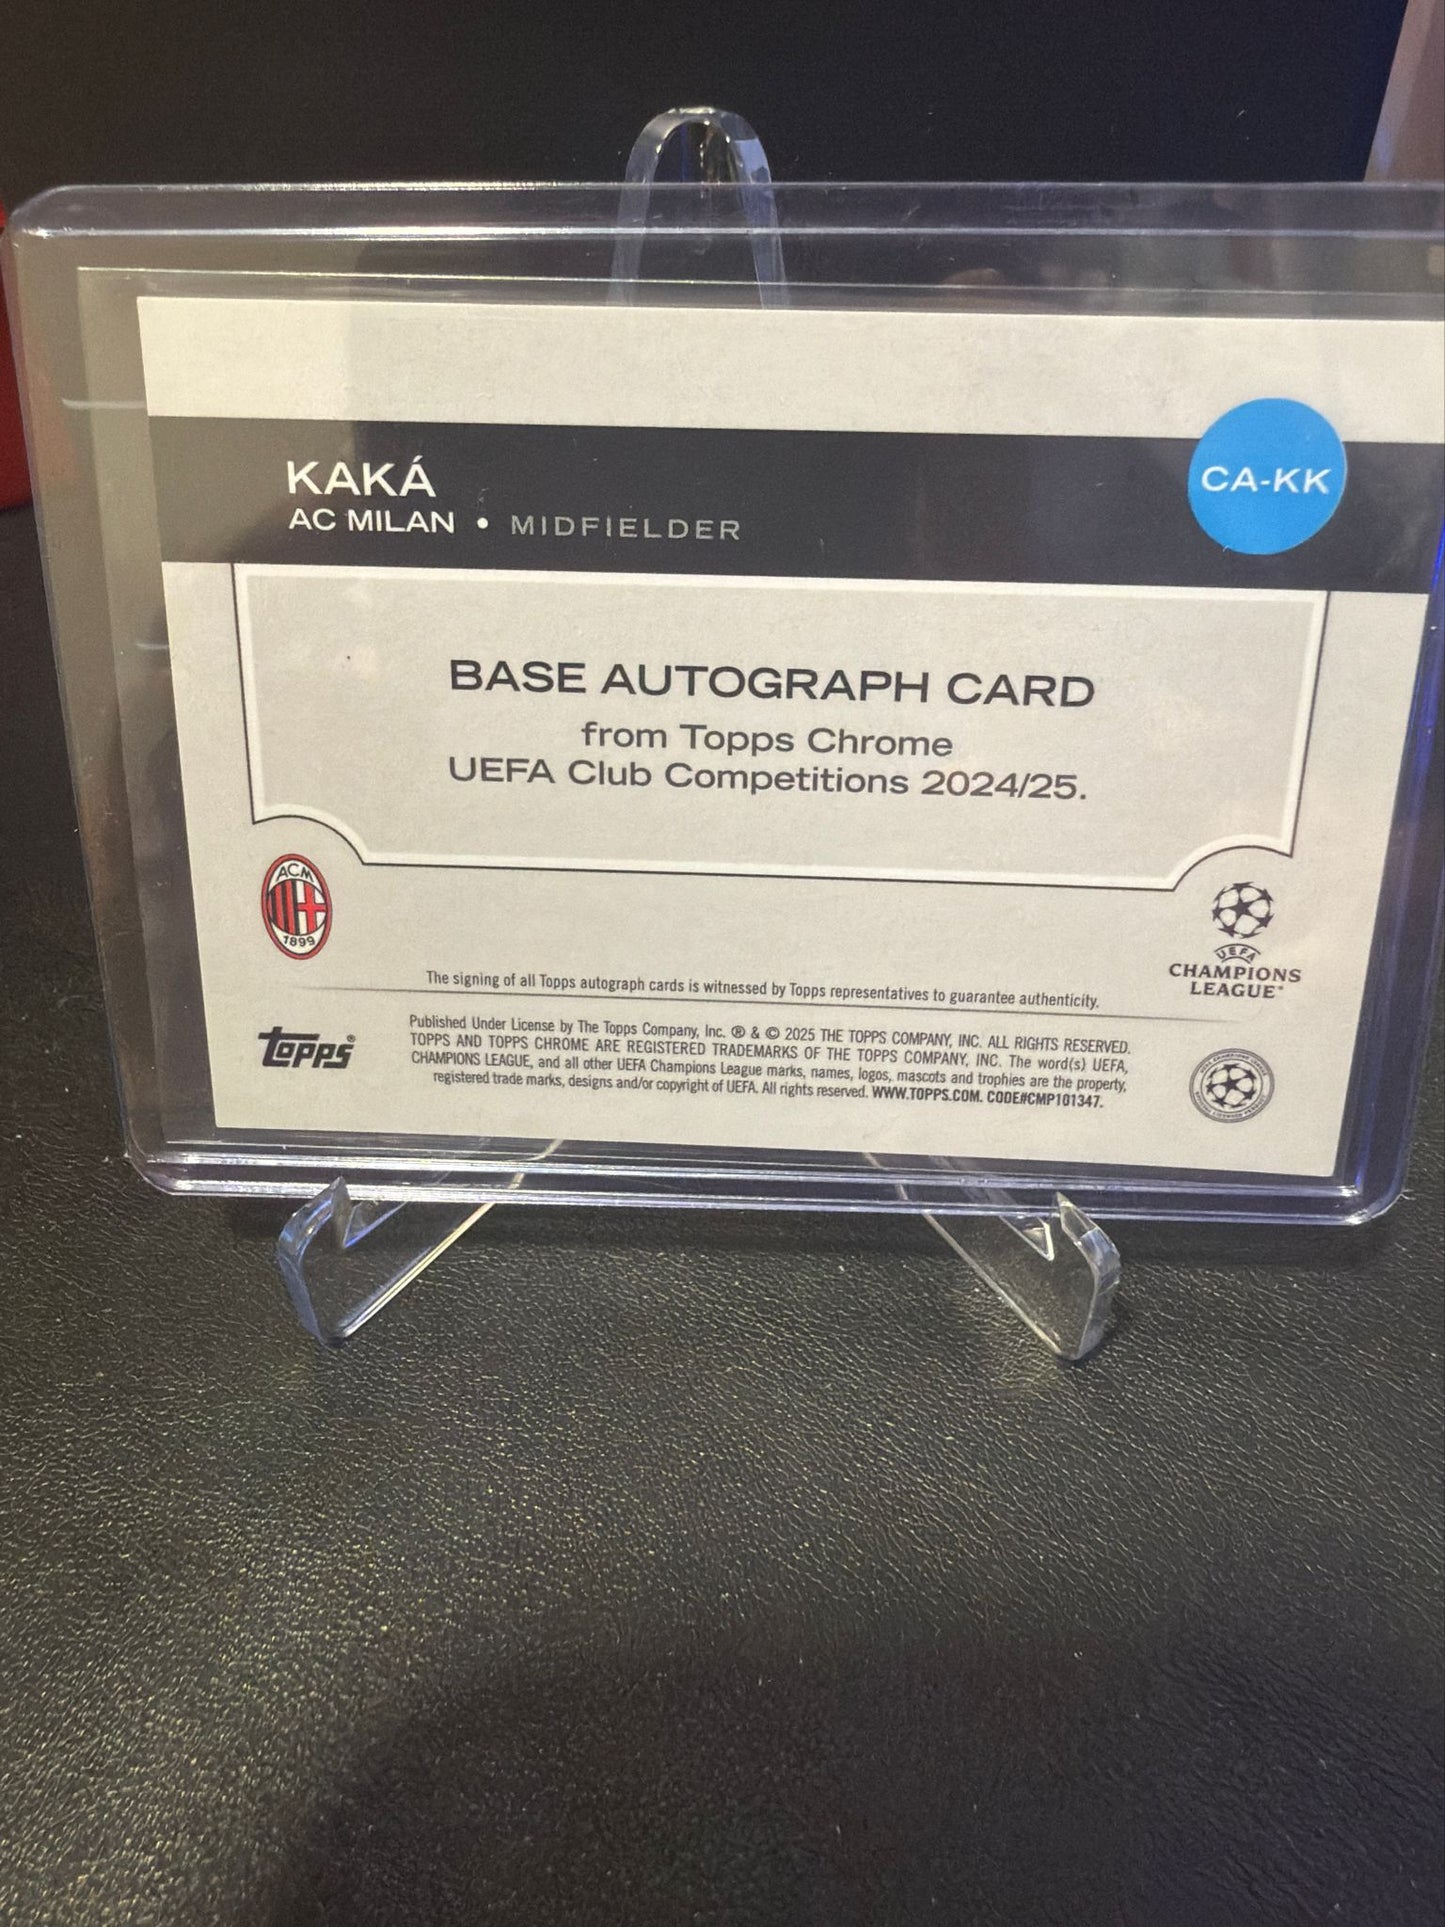 KAKÁ
AC MILAN • MIDFIELDER
CA-KK
BASE AUTOGRAPH CARD
from Topps Chrome
UEFA Club Competitions 2024/25.
ACM
1899
UEFA
CHAMPIONS
LEAGUE
The signing of all Topps autograph cards is witnessed by Topps representatives to guarantee authenticity.
topps®
Published Under License by The Topps Company, Inc. ® & © 2025 THE TOPPS COMPANY, INC. ALL RIGHTS RESERVED.
TOPPS AND TOPPS CHROME ARE REGISTERED TRADEMARKS OF THE TOPPS COMPANY, INC. The word(s) UEFA,
CHAMPIONS LEAGUE, and all other UEFA Champions League marks, names, logos, mascots and trophies are the property,
registered trade marks, designs and/or copyright of UEFA. All rights reserved. WWW.TOPPS.COM. CODE#CMP101347.